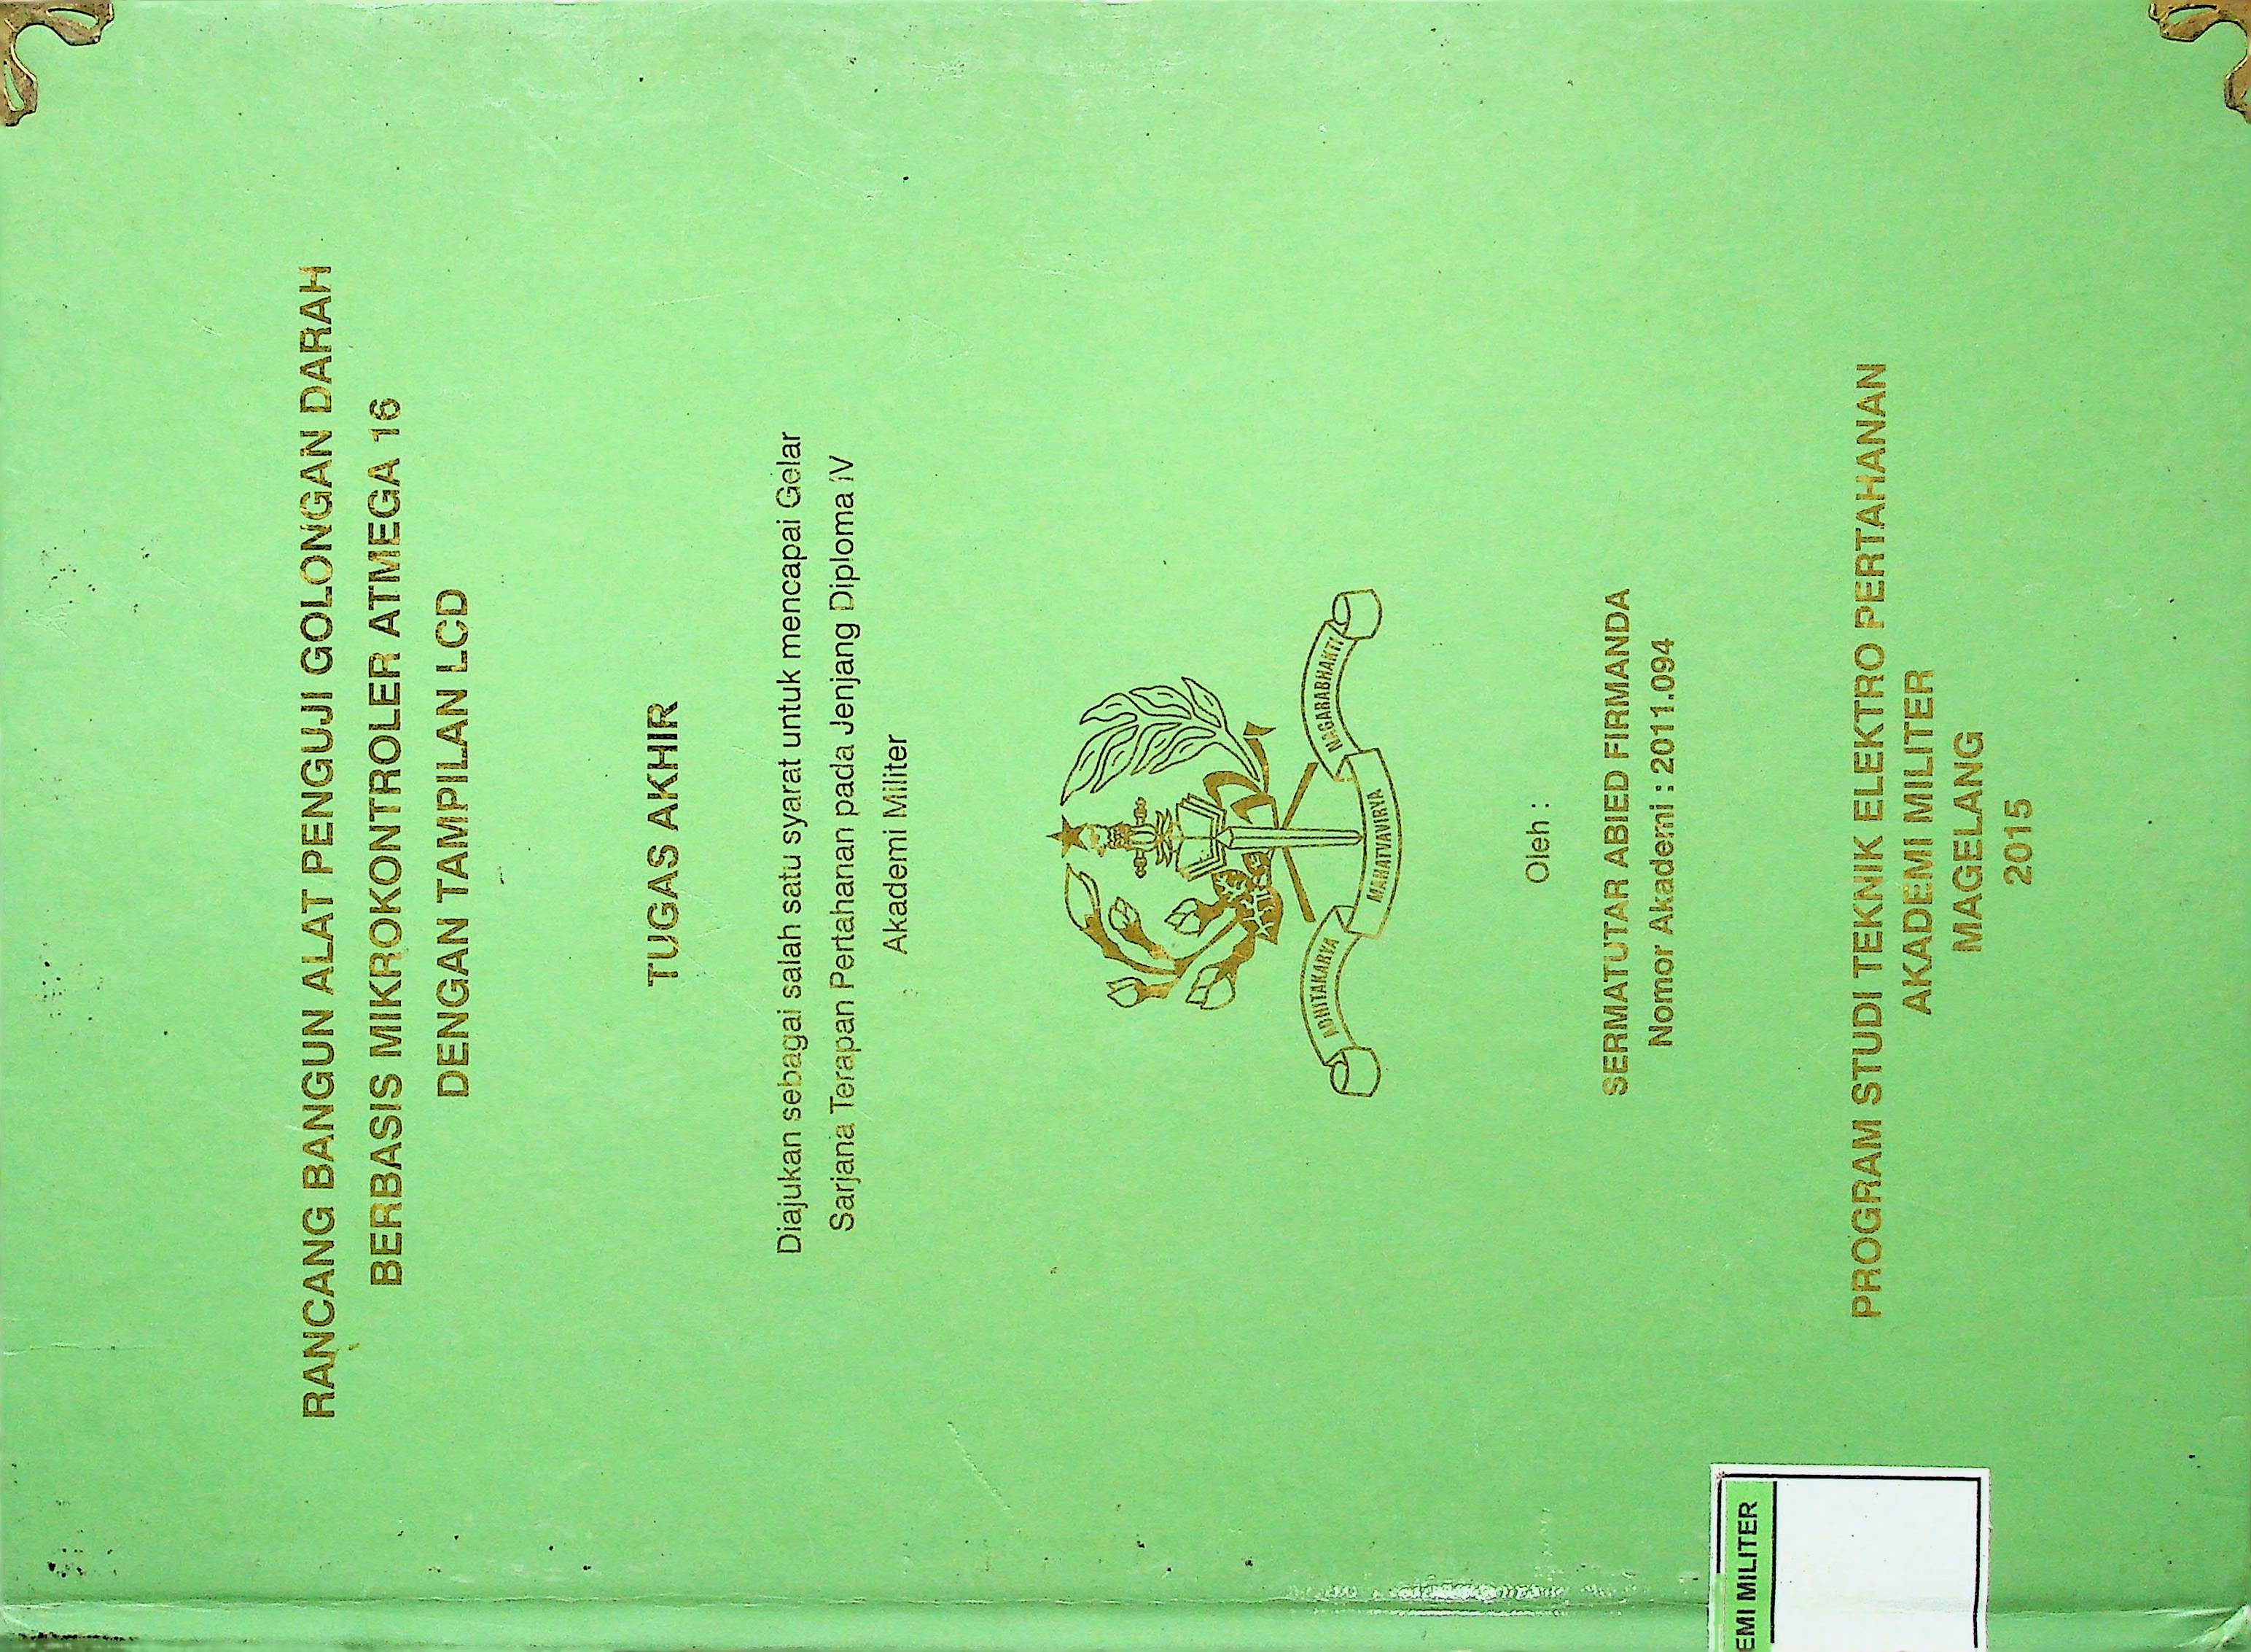 RANCANG BANGUN ALAT PENGUJI GOLONGAN DARAH
BERBASIS MIKROKONTROLER ATMEGA 16
DENGAN TAMPILAN LCD
TUGAS AKHIR
Diajukan sebagai salah satu syarat untuk mencapai Gelar
Sarjana Terapan Pertahanan pada Jenjang Diploma IV
Akademi Militer
ADHITAKARYA MAHATVAVIRYA NAGARABHAKTI
Oleh :
SERMATUTAR ABIED FIRMANDA
Nomor Akademi : 2011.094
PROGRAM STUDI TEKNIK ELEKTRO PERTAHANAN
AKADEMI MILITER
MAGELANG
2015
EMI MILITER